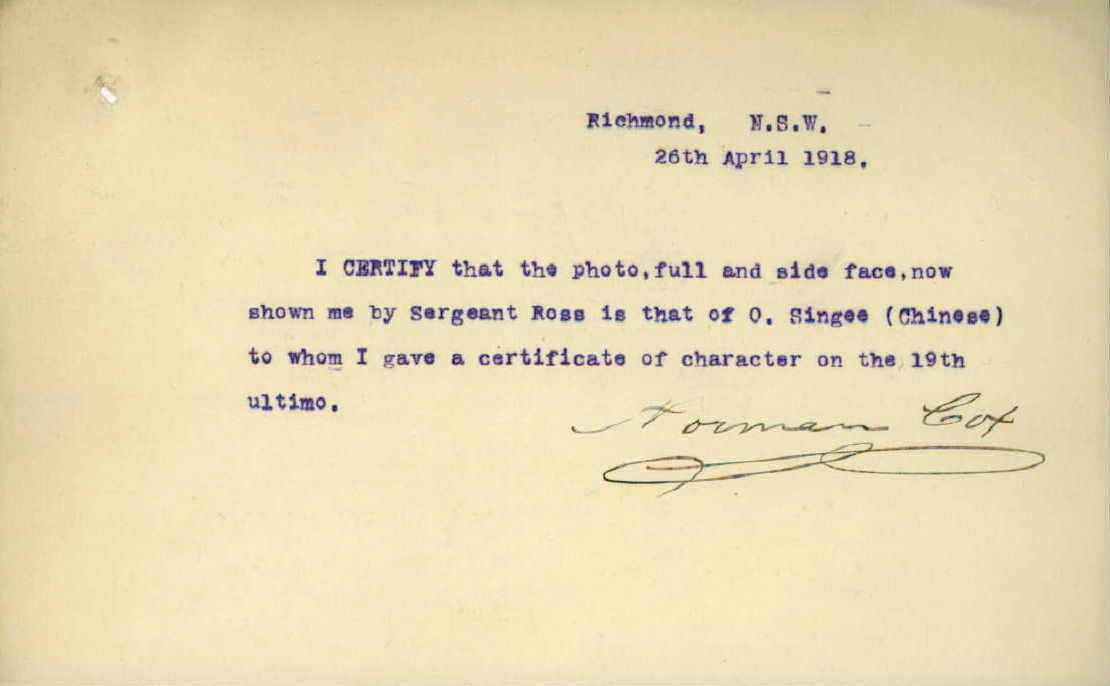 Richmond, N.S.W.
26th April 1918.
I CERTIFY that the photo,full and side face,now
shown me by Sergeant Ross is that of O. Singee (Chinese)
to whom I gave a certificate of character on the 19th
ultimo.
Norman Cox